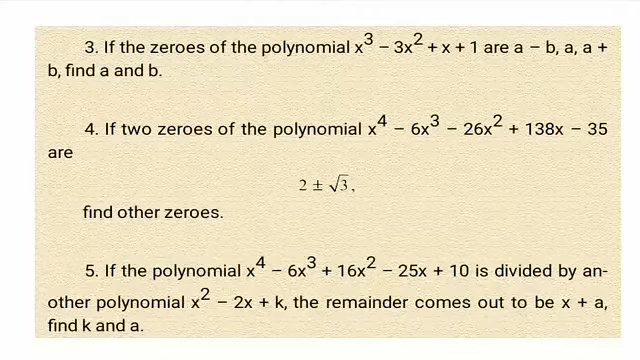 3. If the zeroes of the polynomial x³ − 3x² + x + 1 are a − b, a, a +
b, find a and b.
4. If two zeroes of the polynomial x⁴ − 6x³ − 26x² + 138x − 35
are
2 ± √3,
find other zeroes.
5. If the polynomial x⁴ − 6x³ + 16x² − 25x + 10 is divided by an-
other polynomial x² − 2x + k, the remainder comes out to be x + a,
find k and a.